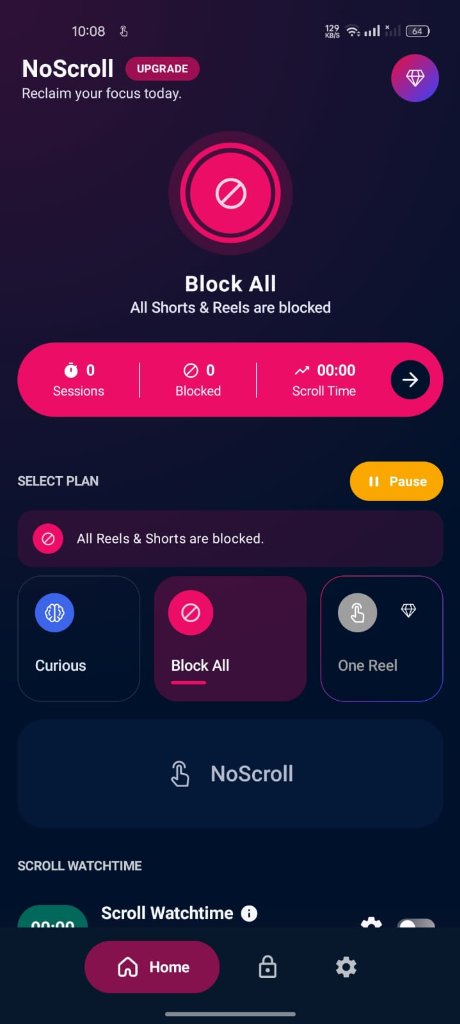 10:08
129 KB/S
64
NoScroll UPGRADE
Reclaim your focus today.
Block All
All Shorts & Reels are blocked
0 0 00:00
Sessions Blocked Scroll Time
SELECT PLAN Pause
All Reels & Shorts are blocked.
Curious Block All One Reel
NoScroll
SCROLL WATCHTIME
00:00 Scroll Watchtime
Home